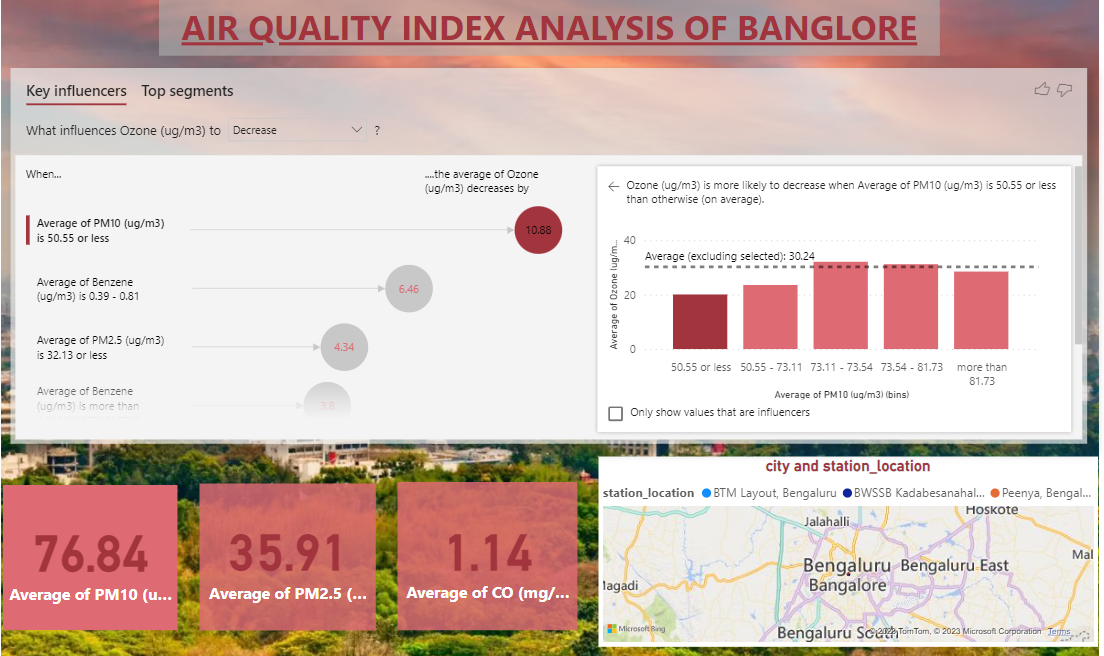 AIR QUALITY INDEX ANALYSIS OF BANGLORE
Key influencers Top segments
What influences Ozone (ug/m3) to Decrease ?
When...
....the average of Ozone
(ug/m3) decreases by
Average of PM10 (ug/m3)
is 50.55 or less
10.88
Average of Benzene
(ug/m3) is 0.39 - 0.81
6.46
Average of PM2.5 (ug/m3)
is 32.13 or less
4.34
Average of Benzene
(ug/m3) is more than
3.8
Ozone (ug/m3) is more likely to decrease when Average of PM10 (ug/m3) is 50.55 or less
than otherwise (on average).
Average of Ozone (ug/m...
40
20
0
Average (excluding selected): 30.24
50.55 or less 50.55 - 73.11 73.11 - 73.54 73.54 - 81.73 more than
81.73
Average of PM10 (ug/m3) (bins)
Only show values that are influencers
76.84
Average of PM10 (u...
35.91
Average of PM2.5 (...
1.14
Average of CO (mg/...
city and station_location
station_location BTM Layout, Bengaluru BWSSB Kadabesanahal... Peenya, Bengal...
Hoskote
Jalahalli
Mal
Bengaluru Bengaluru East
Bangalore
Magadi
Bengaluru South
Microsoft Bing
TomTom, © 2023 Microsoft Corporation Terms